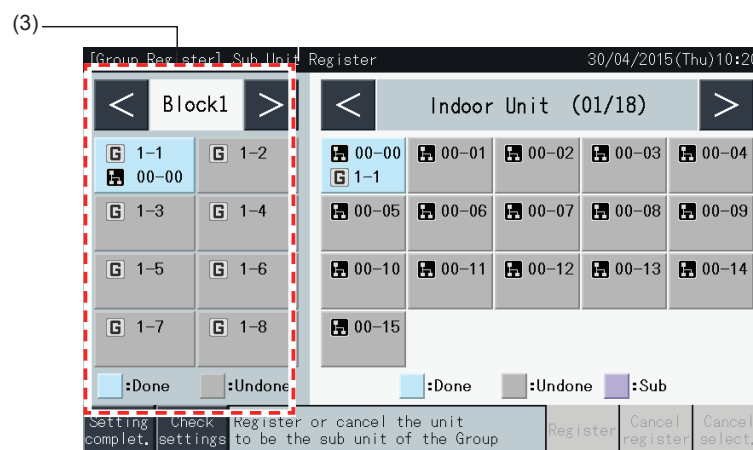 (3)
[Group Register] Sub Unit Register 30/04/2015(Thu)10:20
< Block1 > < Indoor Unit (01/18) >
G 1-1 G 1-2 00-00 00-01 00-02 00-03 00-04
00-00 G 1-1
G 1-3 G 1-4 00-05 00-06 00-07 00-08 00-09
G 1-5 G 1-6 00-10 00-11 00-12 00-13 00-14
G 1-7 G 1-8 00-15
:Done :Undone :Done :Undone :Sub
Setting Check Register or cancel the unit Register Cancel Cancel
complet. settings to be the sub unit of the Group register select.